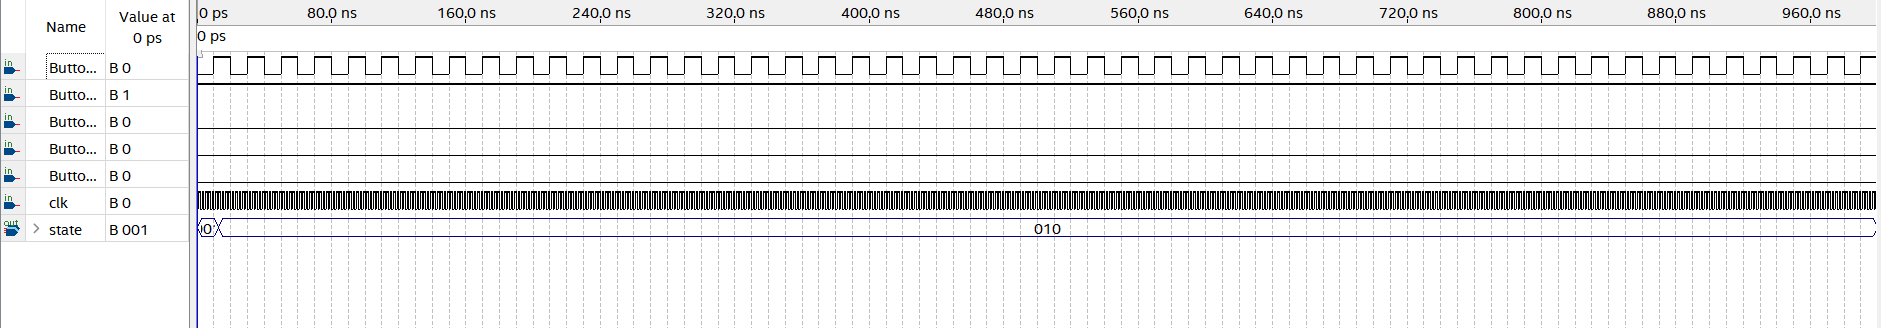 Name
Value at
0 ps
0 ps 80.0 ns 160.0 ns 240.0 ns 320.0 ns 400.0 ns 480.0 ns 560.0 ns 640.0 ns 720.0 ns 800.0 ns 880.0 ns 960.0 ns
0 ps
in Butto... B 0
in Butto... B 1
in Butto... B 0
in Butto... B 0
in Butto... B 0
in clk B 0
out > state B 001 010